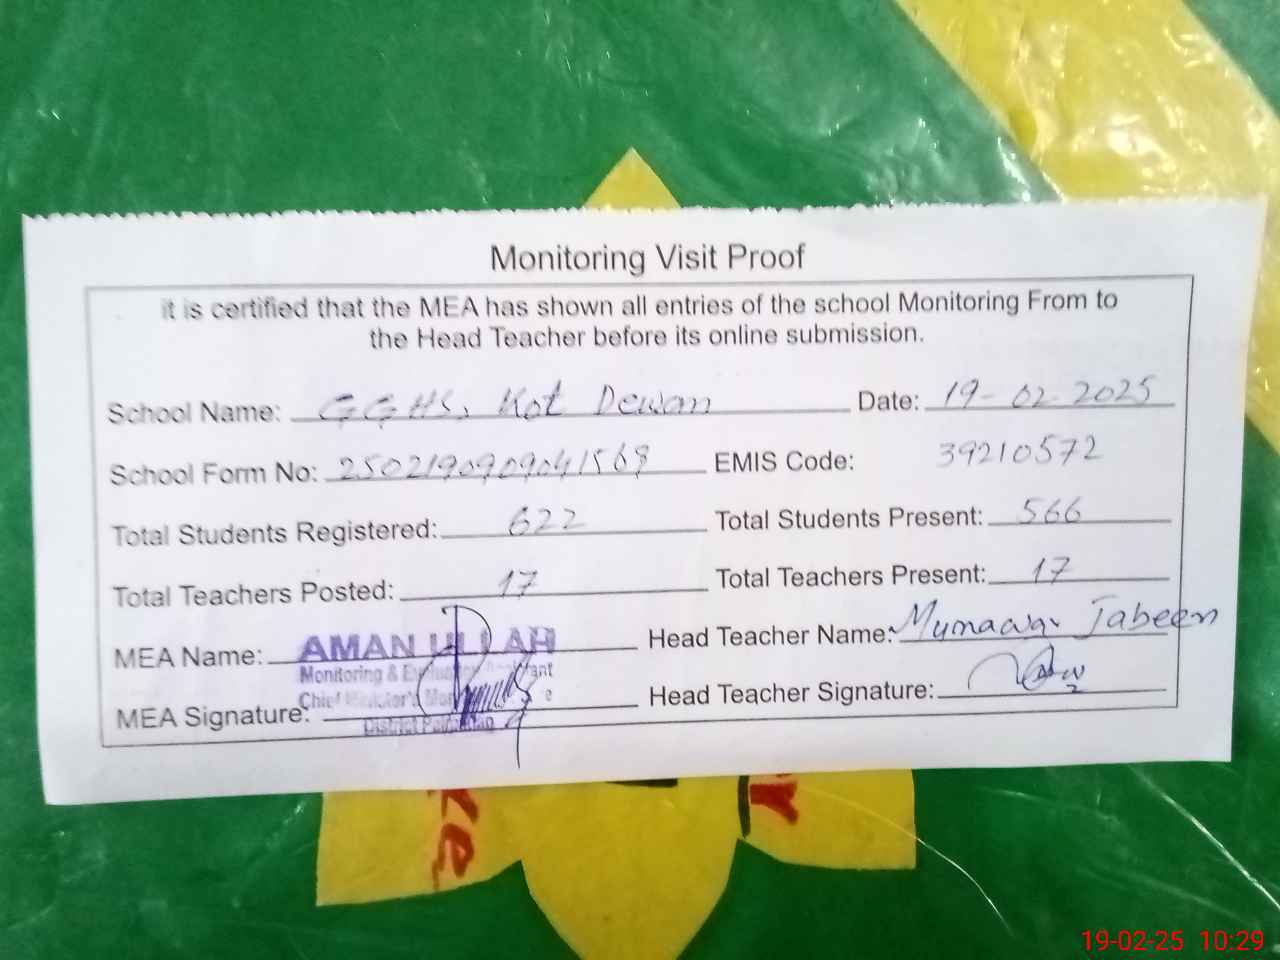 Monitoring Visit Proof
it is certified that the MEA has shown all entries of the school Monitoring From to
the Head Teacher before its online submission.
School Name: GGHS, Kot Dewan Date: 19-02-2025
School Form No: 2502190909041568 EMIS Code: 39210572
Total Students Registered: 622 Total Students Present: 566
Total Teachers Posted: 17 Total Teachers Present: 17
MEA Name: AMAN ULLAH Head Teacher Name: Munawar Jabeen
Monitoring &
MEA Signature: Head Teacher Signature:
District
19-02-25 10:29